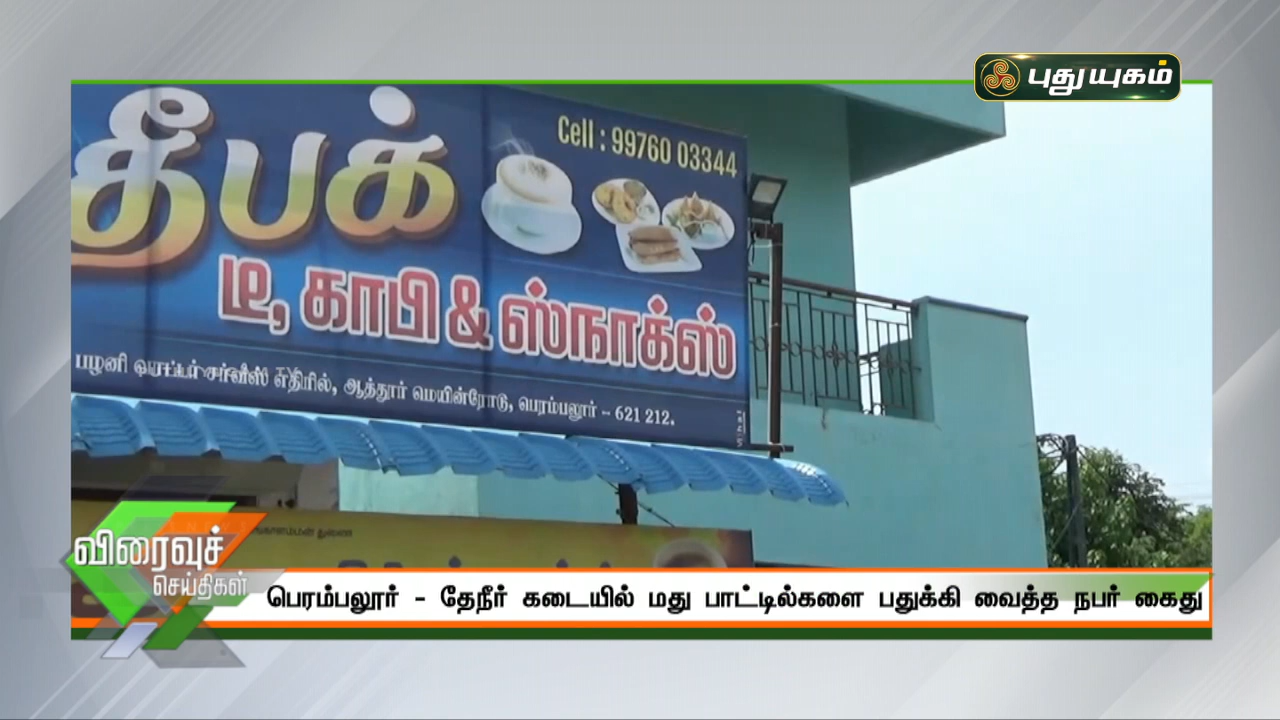 புதுயுகம்
Cell : 99760 03344
தீபக்
டீ, காபி & ஸ்நாக்ஸ்
பழனி சர்வீஸ் எதிரில், ஆத்தூர் மெயின்ரோடு, பெரம்பலூர் - 621 212.
துணை
விரைவுச்
செய்திகள்
பெரம்பலூர் - தேநீர் கடையில் மது பாட்டில்களை பதுக்கி வைத்த நபர் கைது